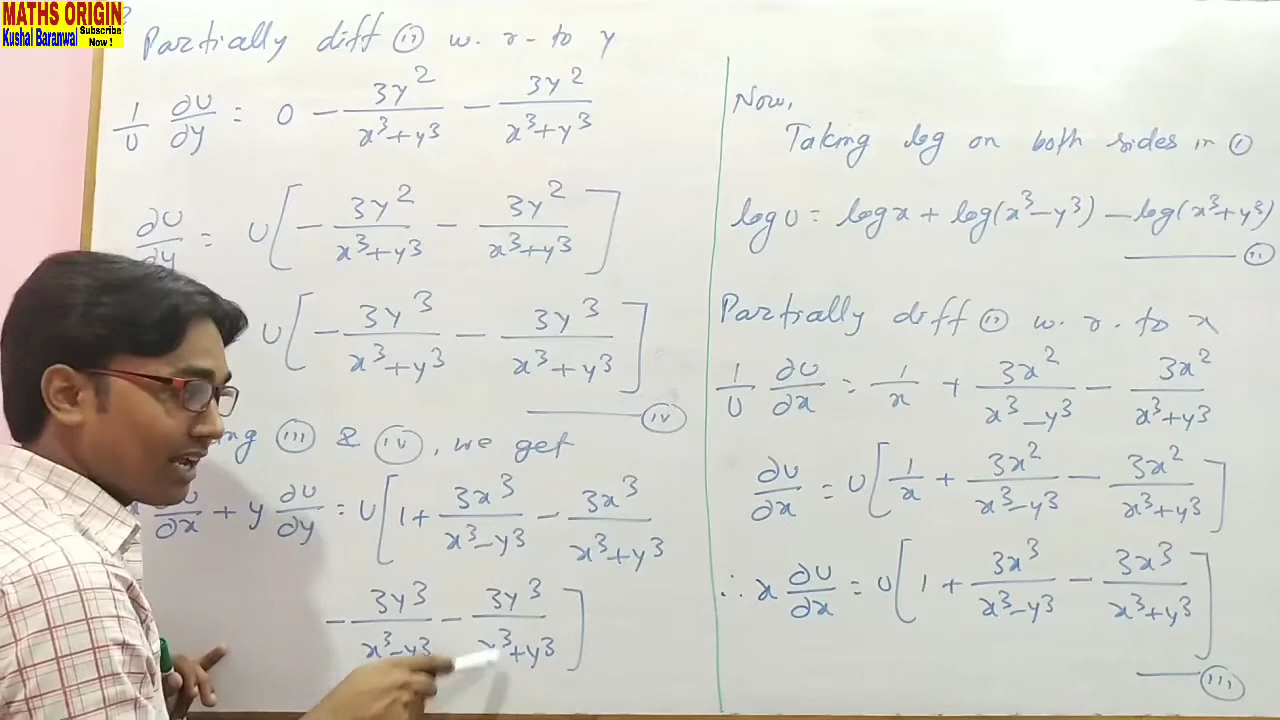 MATHS ORIGIN
Kushal Baranwal
Subscribe Now !
Partially diff (ii) w. r. to y
1/U ∂U/∂y = 0 - 3y²/(x³+y³) - 3y²/(x³+y³)
∂U/∂y = U[- 3y²/(x³+y³) - 3y²/(x³+y³)]
U[- 3y³/(x³+y³) - 3y³/(x³+y³)]
(iv)
(iii) & (iv), we get
∂U/∂x + y ∂U/∂y = U[1 + 3x³/(x³-y³) - 3x³/(x³+y³)
- 3y³/(x³-y³) - 3y³/(x³+y³)]
Now,
Taking log on both sides in (i)
log U = log x + log(x³-y³) - log(x³+y³)
(ii)
Partially diff (ii) w. r. to x
1/U ∂U/∂x = 1/x + 3x²/(x³-y³) - 3x²/(x³+y³)
∂U/∂x = U[1/x + 3x²/(x³-y³) - 3x²/(x³+y³)]
∴ x ∂U/∂x = U[1 + 3x³/(x³-y³) - 3x³/(x³+y³)]
(iii)